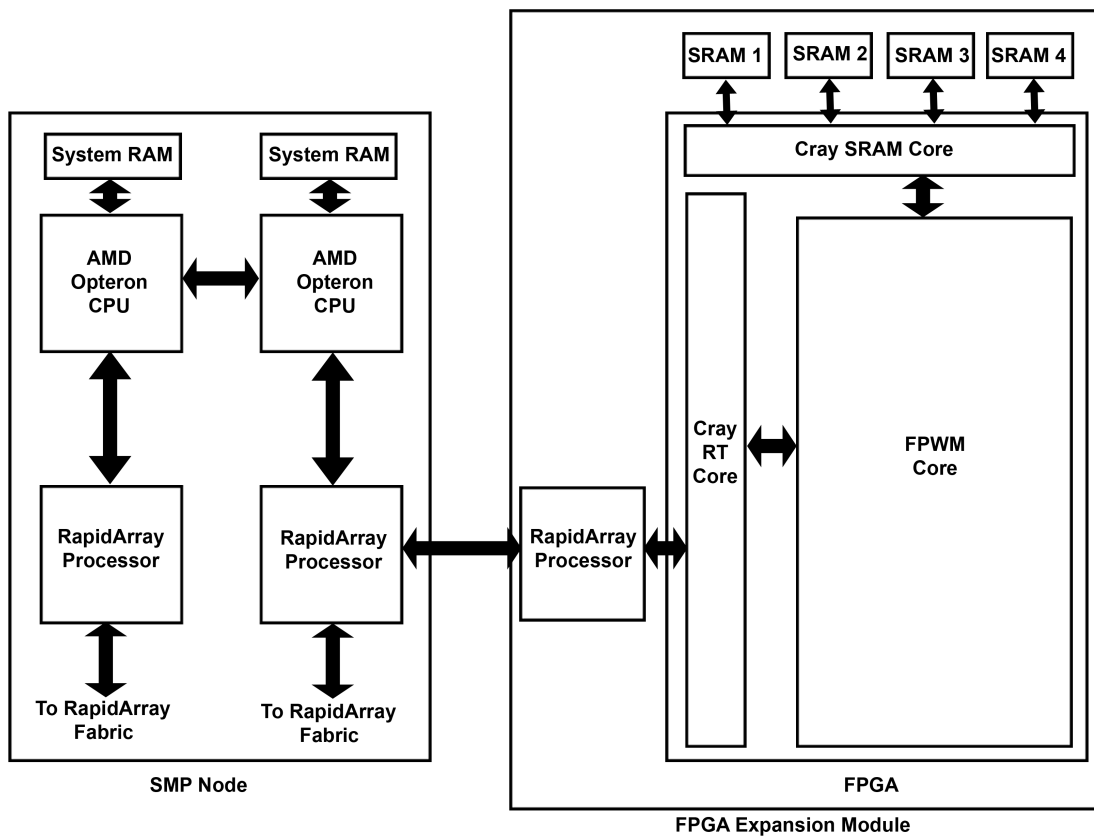 SRAM 1
SRAM 2
SRAM 3
SRAM 4
Cray SRAM Core
System RAM
System RAM
AMD
Opteron
CPU
AMD
Opteron
CPU
Cray
RT
Core
FPWM
Core
RapidArray
Processor
RapidArray
Processor
RapidArray
Processor
To RapidArray
Fabric
To RapidArray
Fabric
SMP Node
FPGA
FPGA Expansion Module